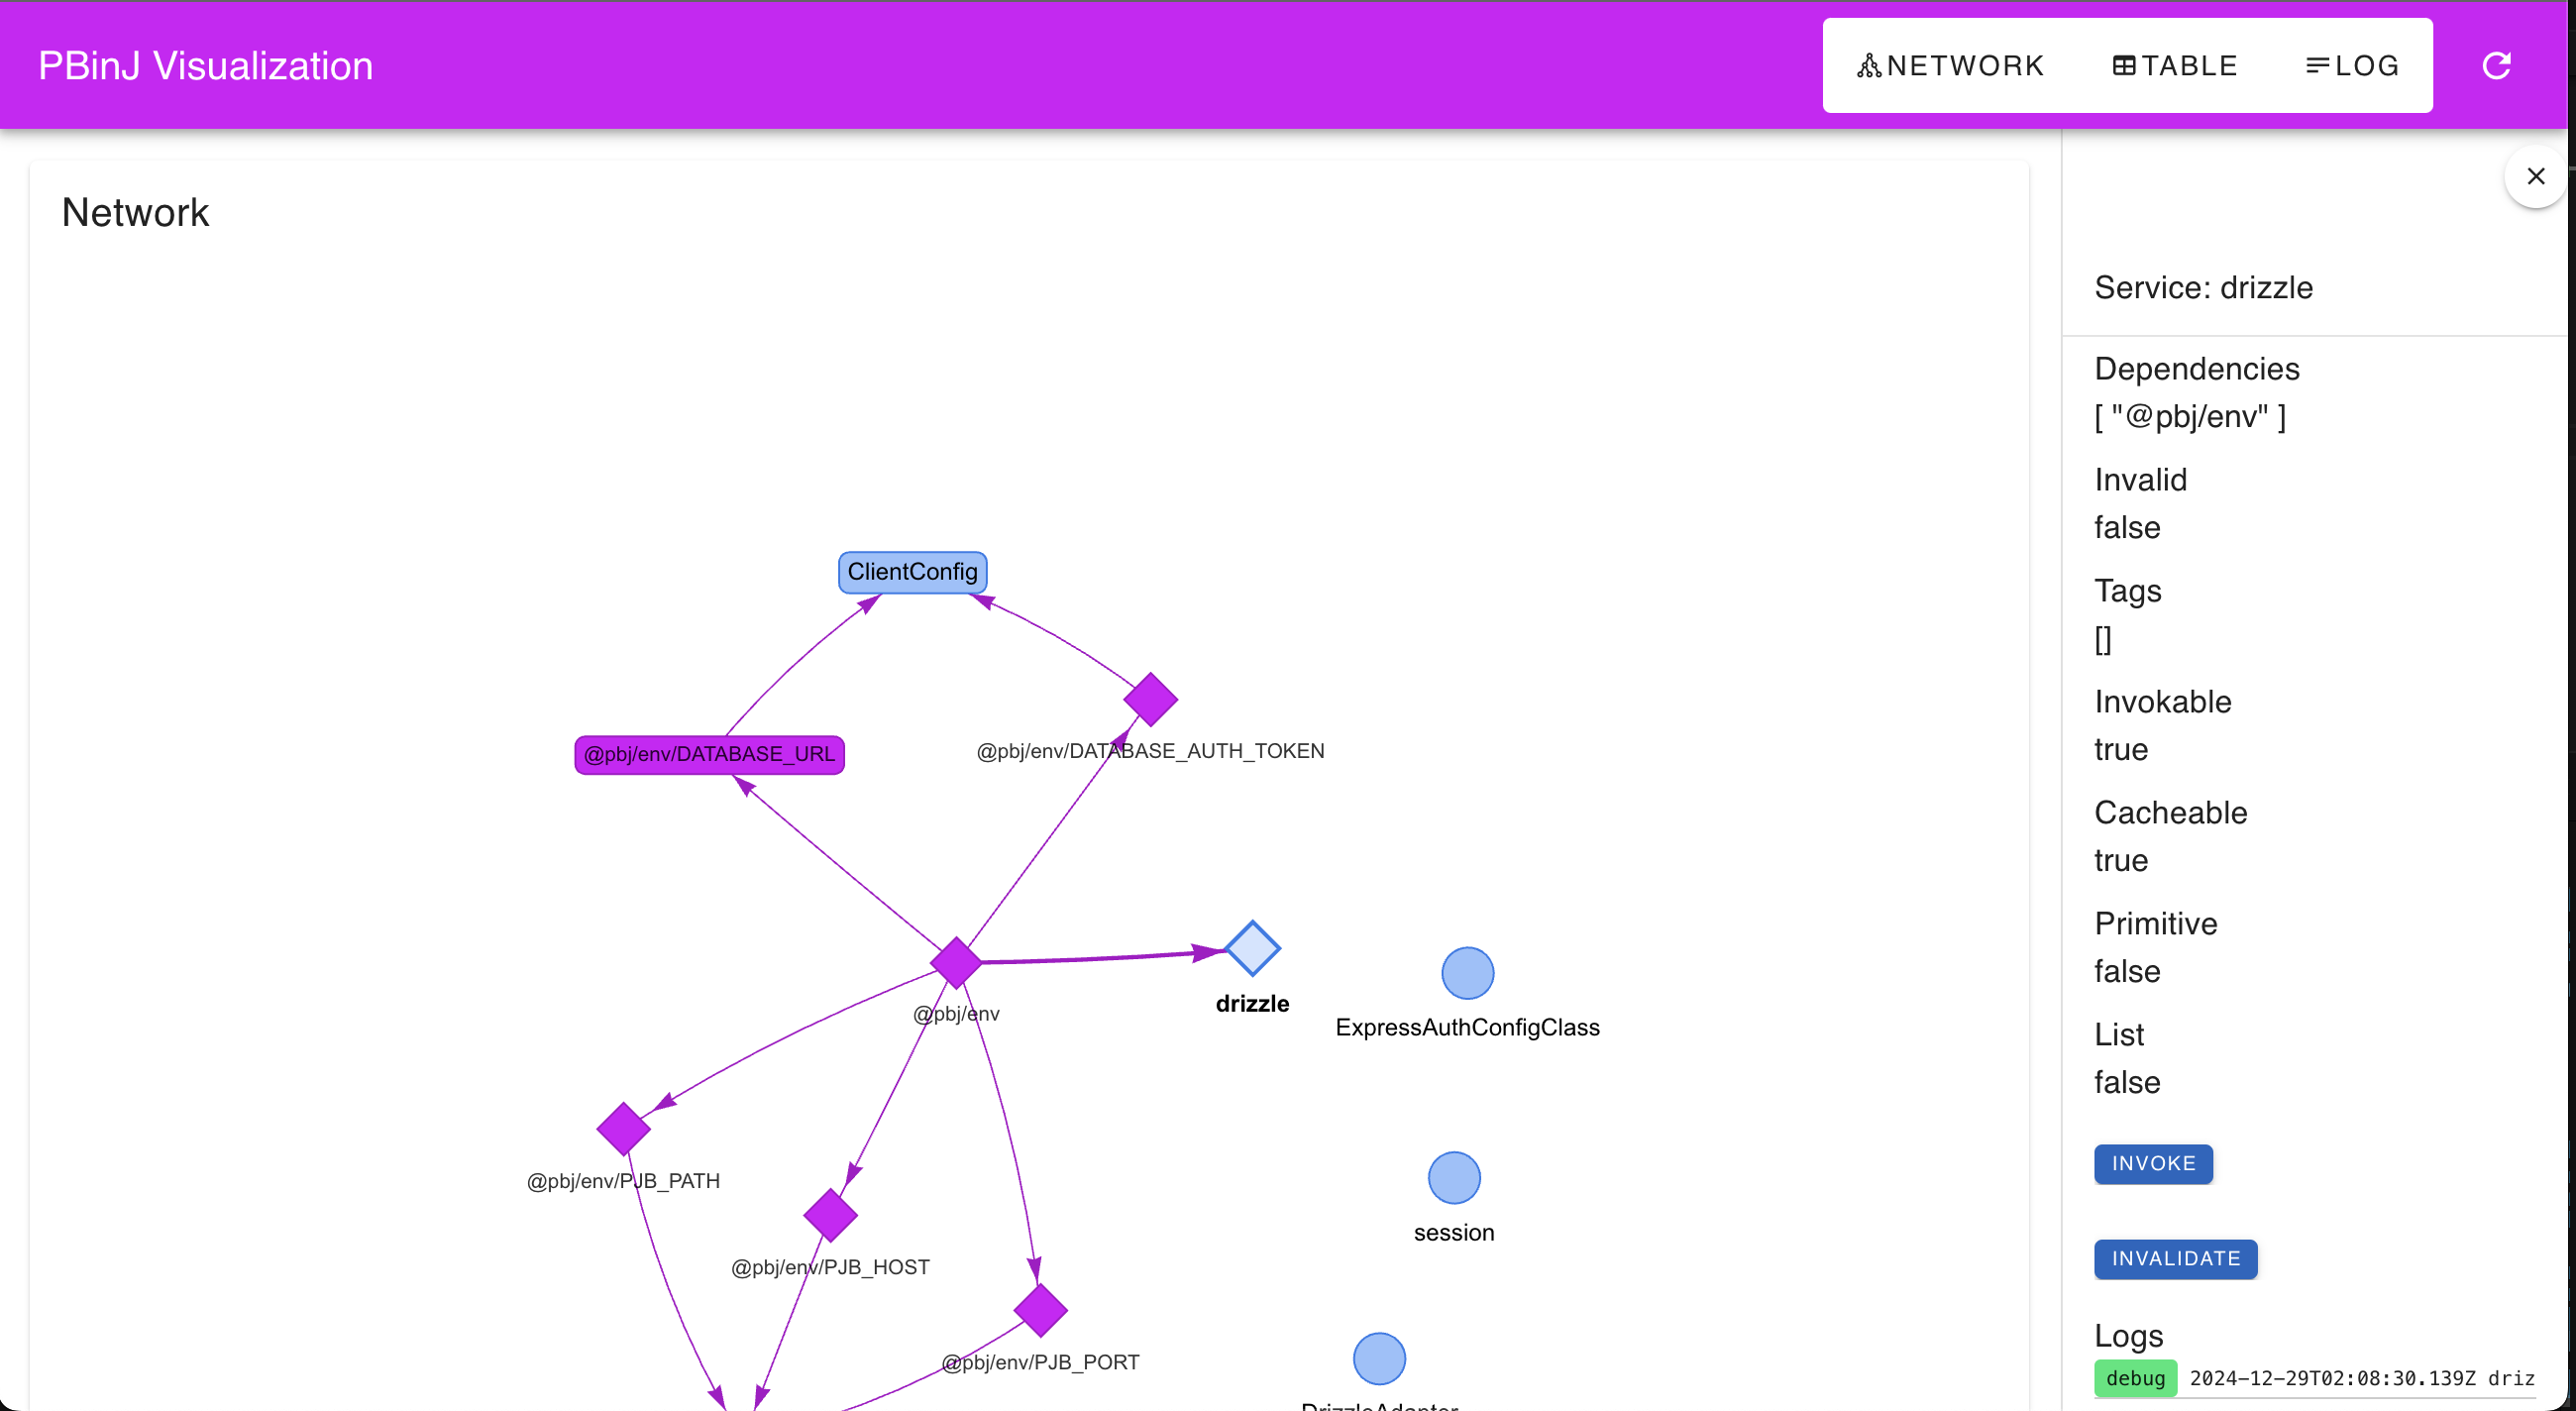 PBinJ Visualization
NETWORK
TABLE
LOG
Network
ClientConfig
@pbj/env/DATABASE_URL
@pbj/env/DATABASE_AUTH_TOKEN
@pbj/env
drizzle
ExpressAuthConfigClass
@pbj/env/PJB_PATH
session
@pbj/env/PJB_HOST
@pbj/env/PJB_PORT
DrizzleAdapter
Service: drizzle
Dependencies
[ "@pbj/env" ]
Invalid
false
Tags
[]
Invokable
true
Cacheable
true
Primitive
false
List
false
INVOKE
INVALIDATE
Logs
debug 2024-12-29T02:08:30.139Z driz